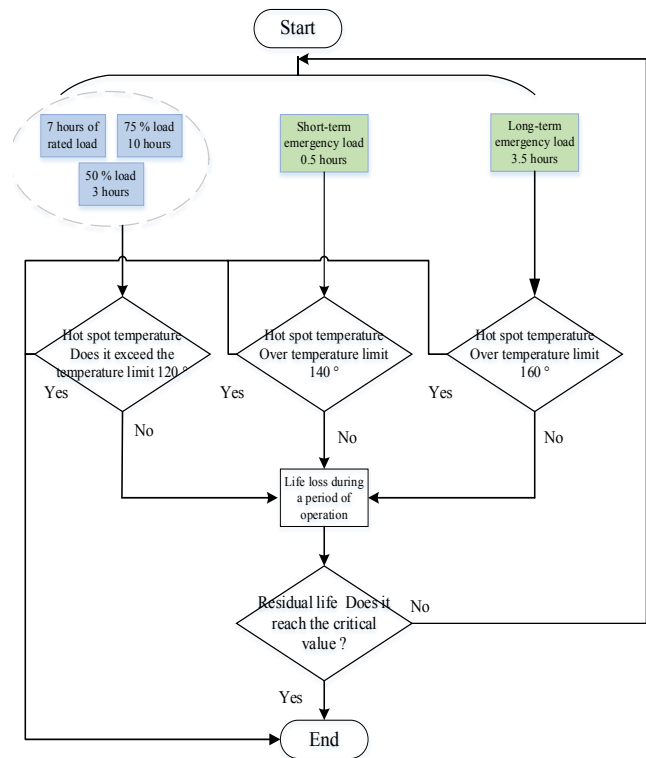 Start
7 hours of
rated load
75 % load
10 hours
50 % load
3 hours
Short-term
emergency load
0.5 hours
Long-term
emergency load
3.5 hours
Hot spot temperature
Does it exceed the
temperature limit 120 °
Hot spot temperature
Over temperature limit
140 °
Hot spot temperature
Over temperature limit
160 °
Yes
Yes
Yes
No
No
No
Life loss during
a period of
operation
Residual life Does it
reach the critical
value ?
No
Yes
End